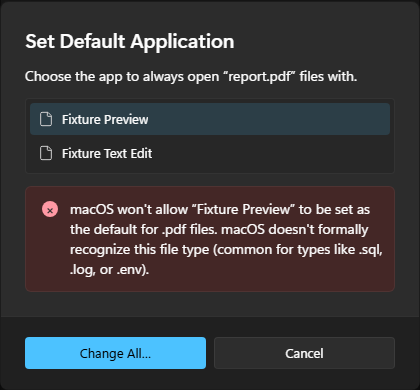 Set Default Application
Choose the app to always open “report.pdf” files with.
Fixture Preview
Fixture Text Edit
macOS won't allow “Fixture Preview” to be set as
the default for .pdf files. macOS doesn't formally
recognize this file type (common for types like .sql,
.log, or .env).
Change All...
Cancel